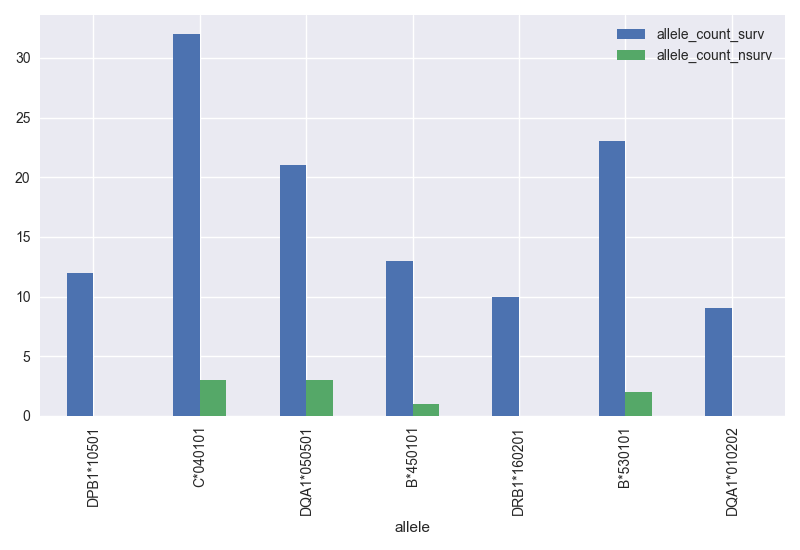 allele_count_surv
allele_count_nsurv
30
25
20
15
10
5
0
DPB1*10501
C*040101
DQA1*050501
B*450101
DRB1*160201
B*530101
DQA1*010202
allele